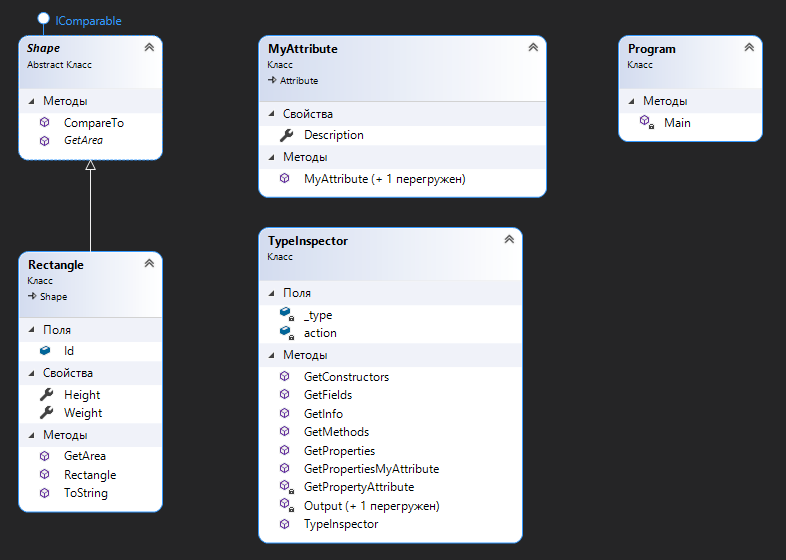 IComparable
Shape
Abstract Класс
Методы
CompareTo
GetArea
Rectangle
Класс
Shape
Поля
Id
Свойства
Height
Weight
Методы
GetArea
Rectangle
ToString
MyAttribute
Класс
Attribute
Свойства
Description
Методы
MyAttribute (+ 1 перегружен)
TypeInspector
Класс
Поля
_type
action
Методы
GetConstructors
GetFields
GetInfo
GetMethods
GetProperties
GetPropertiesMyAttribute
GetPropertyAttribute
Output (+ 1 перегружен)
TypeInspector
Program
Класс
Методы
Main